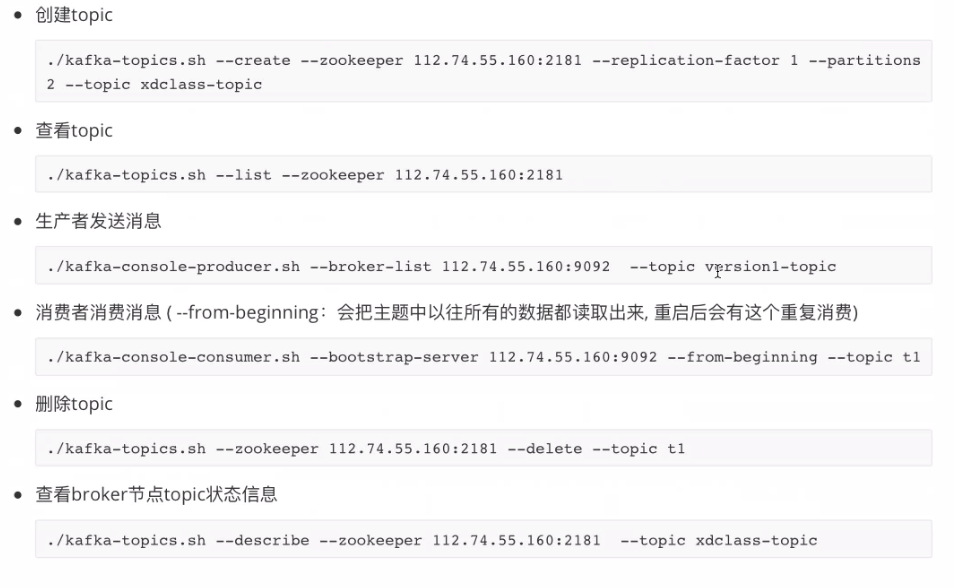 创建topic
./kafka-topics.sh --create --zookeeper 112.74.55.160:2181 --replication-factor 1 --partitions
2 --topic xdclass-topic
查看topic
./kafka-topics.sh --list --zookeeper 112.74.55.160:2181
生产者发送消息
./kafka-console-producer.sh --broker-list 112.74.55.160:9092  --topic version1-topic
消费者消费消息 ( --from-beginning：会把主题中以往所有的数据都读取出来, 重启后会有这个重复消费)
./kafka-console-consumer.sh --bootstrap-server 112.74.55.160:9092 --from-beginning --topic t1
删除topic
./kafka-topics.sh --zookeeper 112.74.55.160:2181 --delete --topic t1
查看broker节点topic状态信息
./kafka-topics.sh --describe --zookeeper 112.74.55.160:2181  --topic xdclass-topic